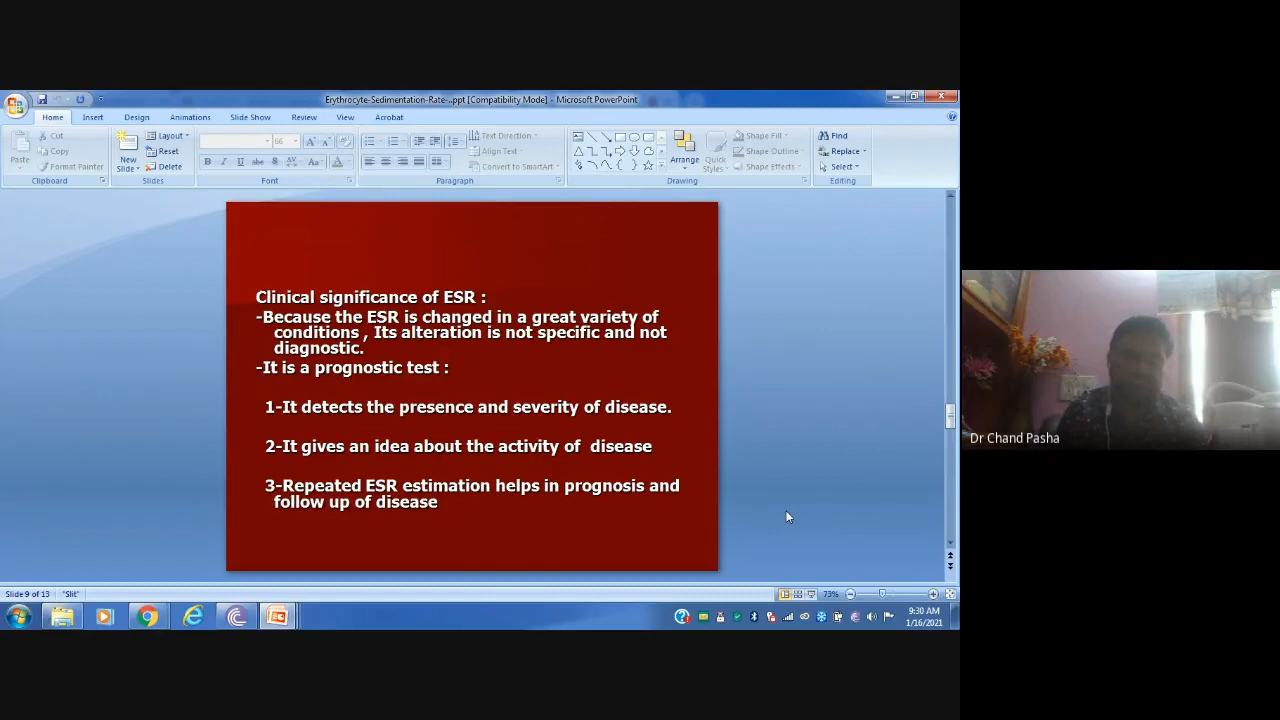 Erythrocyte-Sedimentation-Rate-..ppt [Compatibility Mode] - Microsoft PowerPoint
Home Insert Design Animations Slide Show Review View Acrobat
Paste
Cut
Copy
Format Painter
Clipboard
New Slide
Layout
Reset
Delete
Slides
66
Font
Text Direction
Align Text
Convert to SmartArt
Paragraph
Arrange
Quick Styles
Shape Fill
Shape Outline
Shape Effects
Drawing
Find
Replace
Select
Editing
Clinical significance of ESR :
-Because the ESR is changed in a great variety of
conditions , Its alteration is not specific and not
diagnostic.
-It is a prognostic test :
1-It detects the presence and severity of disease.
2-It gives an idea about the activity of disease
3-Repeated ESR estimation helps in prognosis and
follow up of disease
Dr Chand Pasha
Slide 9 of 13 "Slit" 73%
9:30 AM
1/16/2021